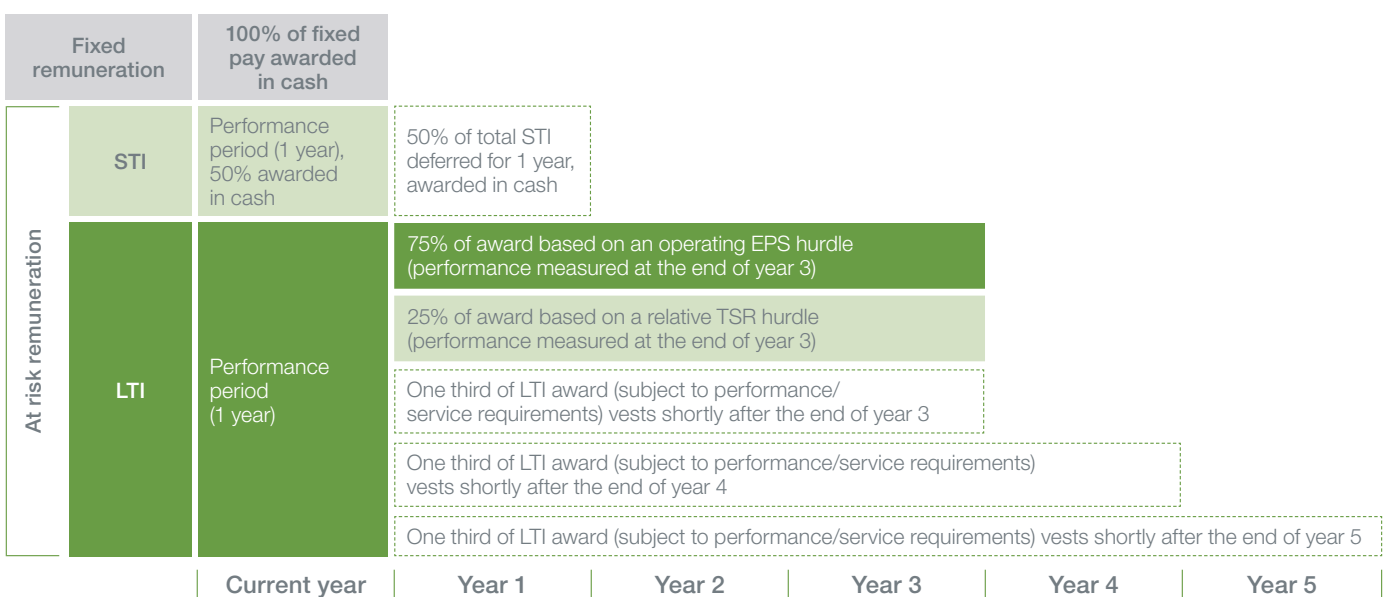 Fixed
remuneration
100% of fixed
pay awarded
in cash
At risk remuneration
STI
Performance
period (1 year),
50% awarded
in cash
50% of total STI
deferred for 1 year,
awarded in cash
LTI
Performance
period
(1 year)
75% of award based on an operating EPS hurdle
(performance measured at the end of year 3)
25% of award based on a relative TSR hurdle
(performance measured at the end of year 3)
One third of LTI award (subject to performance/
service requirements) vests shortly after the end of year 3
One third of LTI award (subject to performance/service requirements)
vests shortly after the end of year 4
One third of LTI award (subject to performance/service requirements) vests shortly after the end of year 5
Current year
Year 1
Year 2
Year 3
Year 4
Year 5